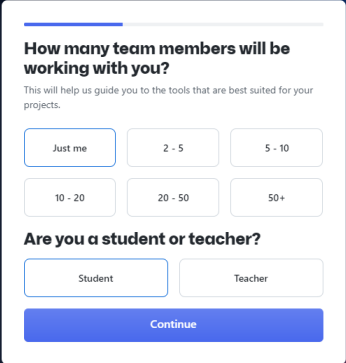 How many team members will be
working with you?
This will help us guide you to the tools that are best suited for your
projects.
Just me
2 - 5
5 - 10
10 - 20
20 - 50
50+
Are you a student or teacher?
Student
Teacher
Continue